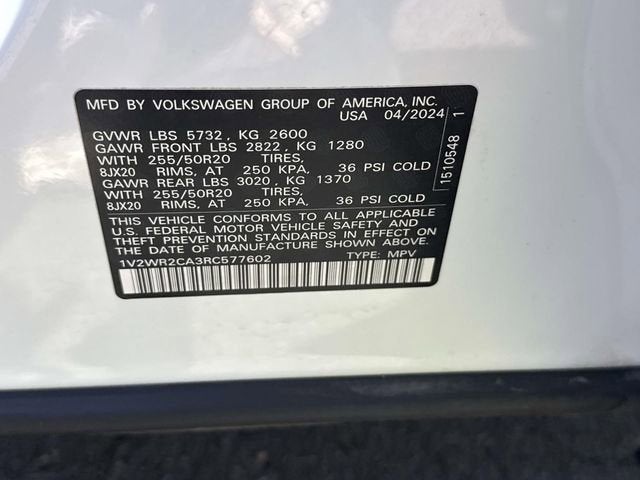 MFD BY VOLKSWAGEN GROUP OF AMERICA, INC.
USA 04/2024
GVWR LBS 5732, KG 2600
GAWR FRONT LBS 2822, KG 1280
WITH 255/50R20 TIRES,
8JX20 RIMS, AT 250 KPA, 36 PSI COLD
GAWR REAR LBS 3020, KG 1370
WITH 255/50R20 TIRES,
8JX20 RIMS, AT 250 KPA, 36 PSI COLD
THIS VEHICLE CONFORMS TO ALL APPLICABLE
U.S. FEDERAL MOTOR VEHICLE SAFETY AND
THEFT PREVENTION STANDARDS IN EFFECT ON
THE DATE OF MANUFACTURE SHOWN ABOVE.
1V2WR2CA3RC577602 TYPE: MPV
1510548 1